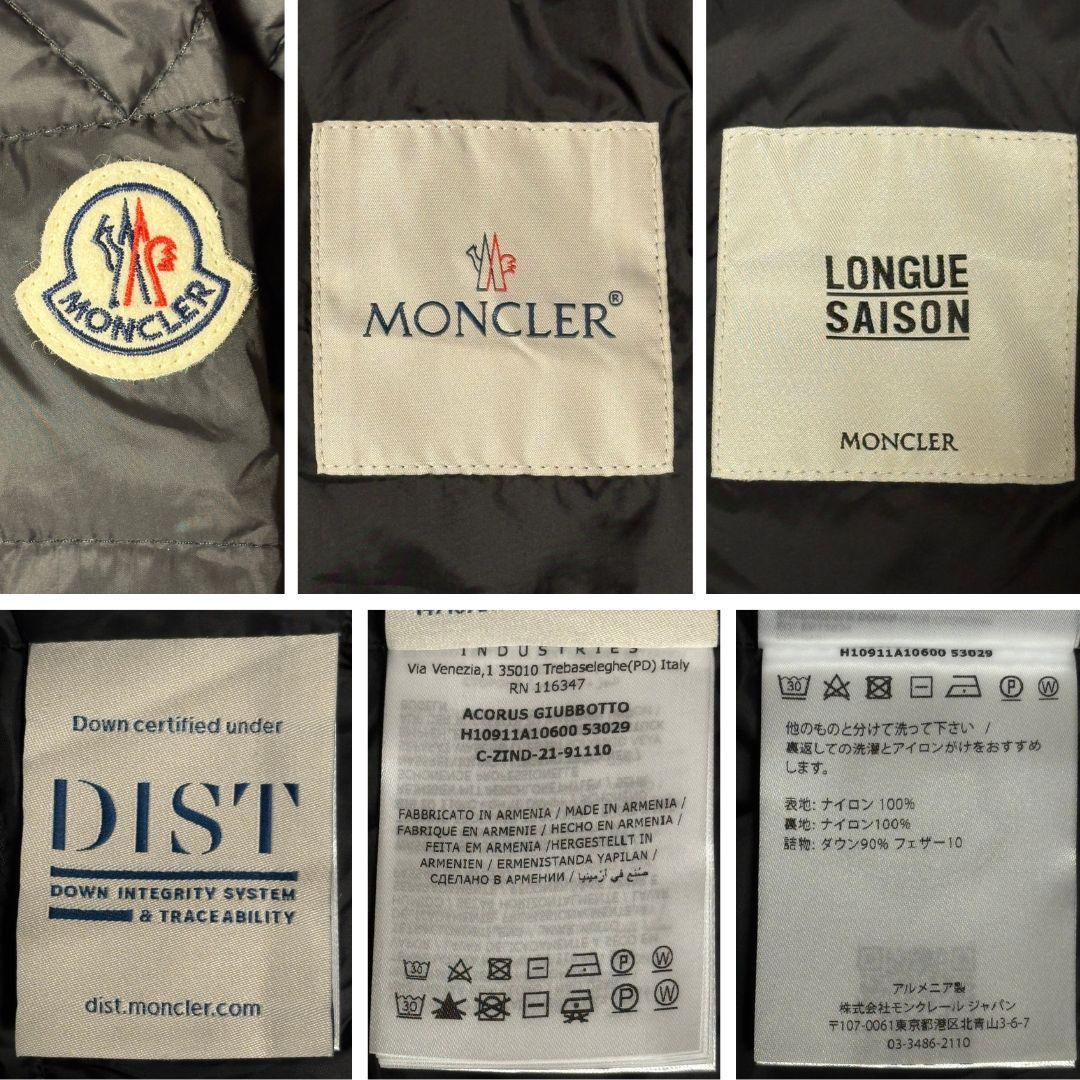 MONCLER
MONCLER®
LONGUE
SAISON
MONCLER
Down certified under
DIST
DOWN INTEGRITY SYSTEM
& TRACEABILITY
dist.moncler.com
INDUSTRIES
Via Venezia,1 35010 Trebaseleghe(PD) Italy
RN 116347
ACORUS GIUBBOTTO
H10911A10600 53029
C-ZIND-21-91110
FABBRICATO IN ARMENIA / MADE IN ARMENIA /
FABRIQUE EN ARMENIE / HECHO EN ARMENIA /
FEITA EM ARMENIA /HERGESTELLT IN
ARMENIEN / ERMENISTANDA YAPILAN /
СДЕЛАНО В АРМЕНИИ / صُنع في أرمينيا
30 P W
30 P W
H10911A10600 53029
30 P W
他のものと分けて洗って下さい /
裏返しての洗濯とアイロンがけをおすすめ
します。
表地: ナイロン 100%
裏地: ナイロン100%
詰物: ダウン90% フェザー10
アルメニア製
株式会社モンクレール ジャパン
〒107-0061東京都港区北青山3-6-7
03-3486-2110